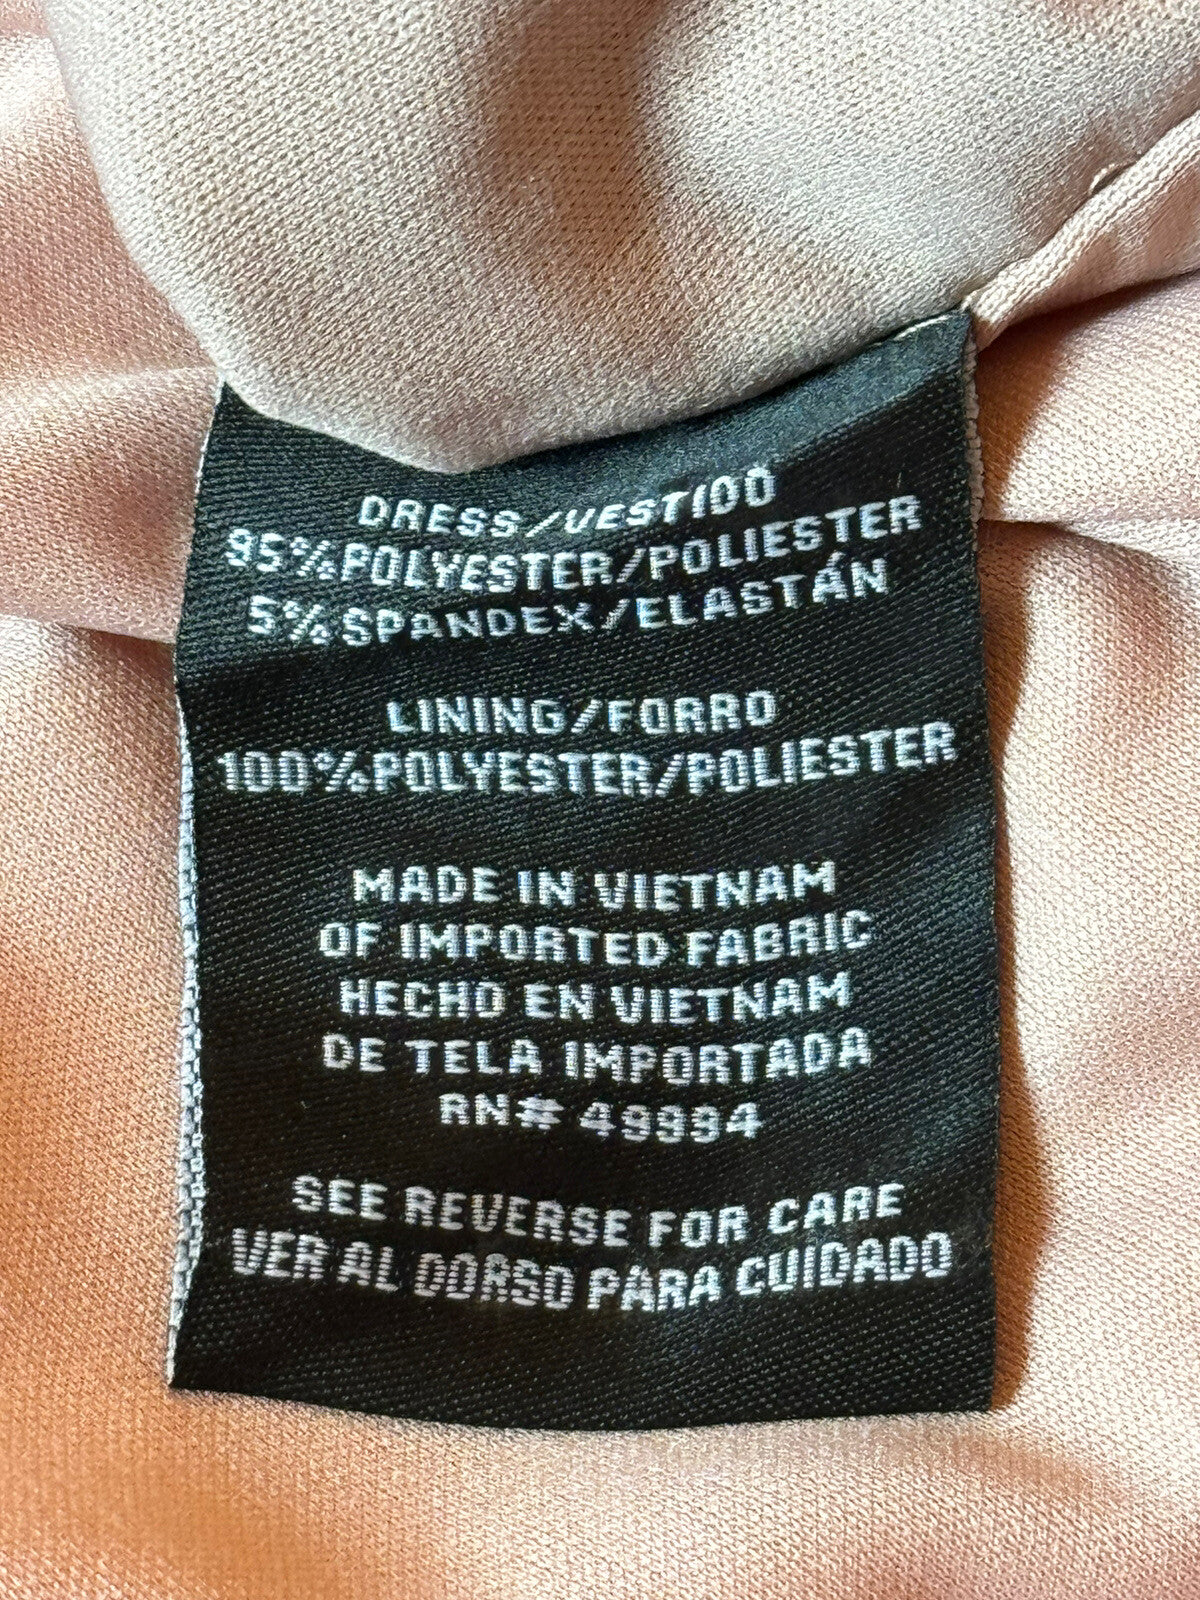 DRESS/VESTIDO
95%POLYESTER/POLIESTER
5%SPANDEX/ELASTÁN
LINING/FORRO
100%POLYESTER/POLIESTER
MADE IN VIETNAM
OF IMPORTED FABRIC
HECHO EN VIETNAM
DE TELA IMPORTADA
RN# 49994
SEE REVERSE FOR CARE
VER AL DORSO PARA CUIDADO